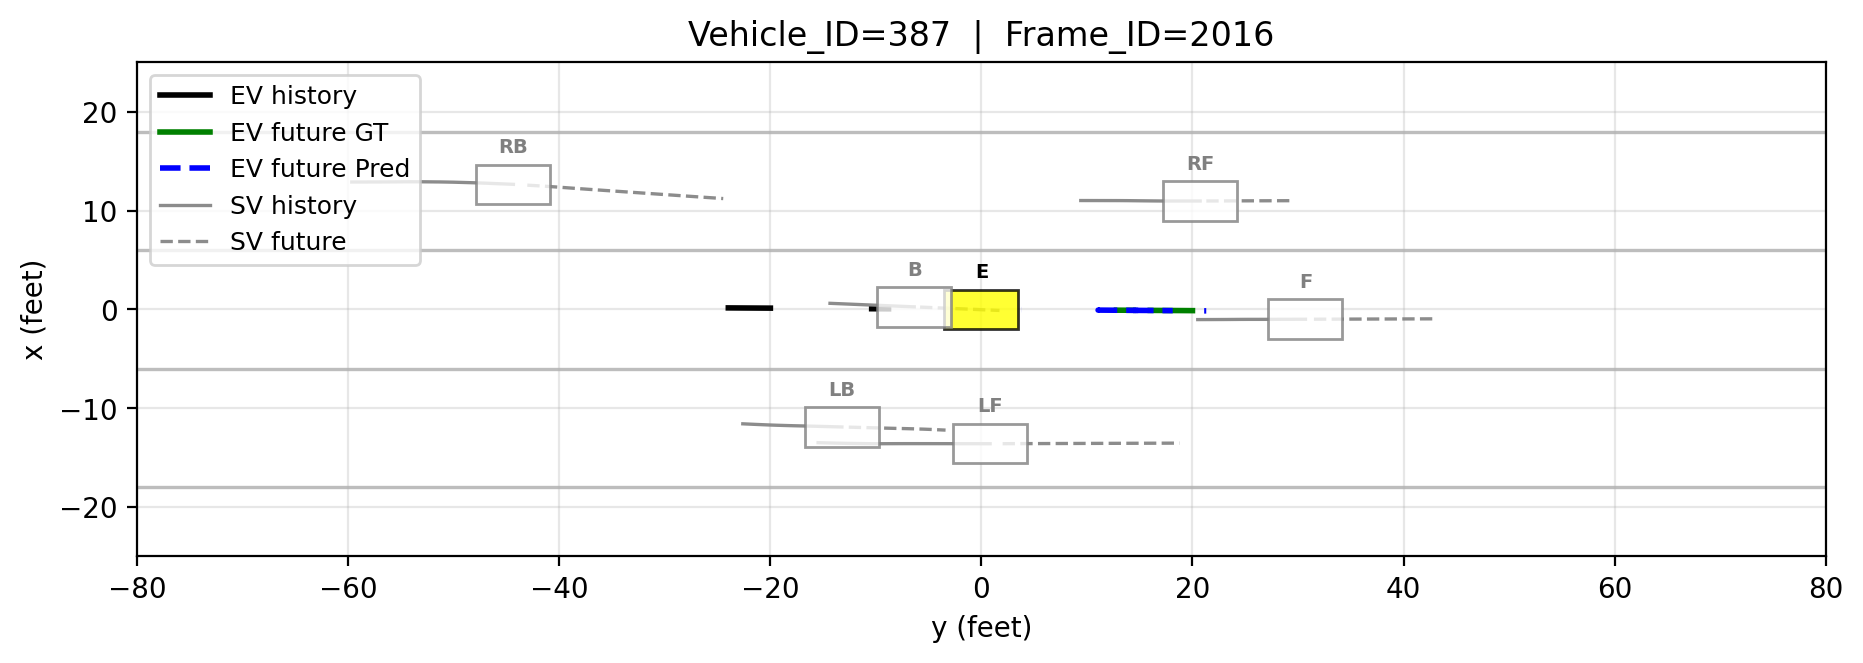 Vehicle_ID=387 | Frame_ID=2016
EV history
EV future GT
EV future Pred
SV history
SV future
RB
RF
B
E
F
LB
LF
20
10
0
−10
−20
x (feet)
−80
−60
−40
−20
0
20
40
60
80
y (feet)